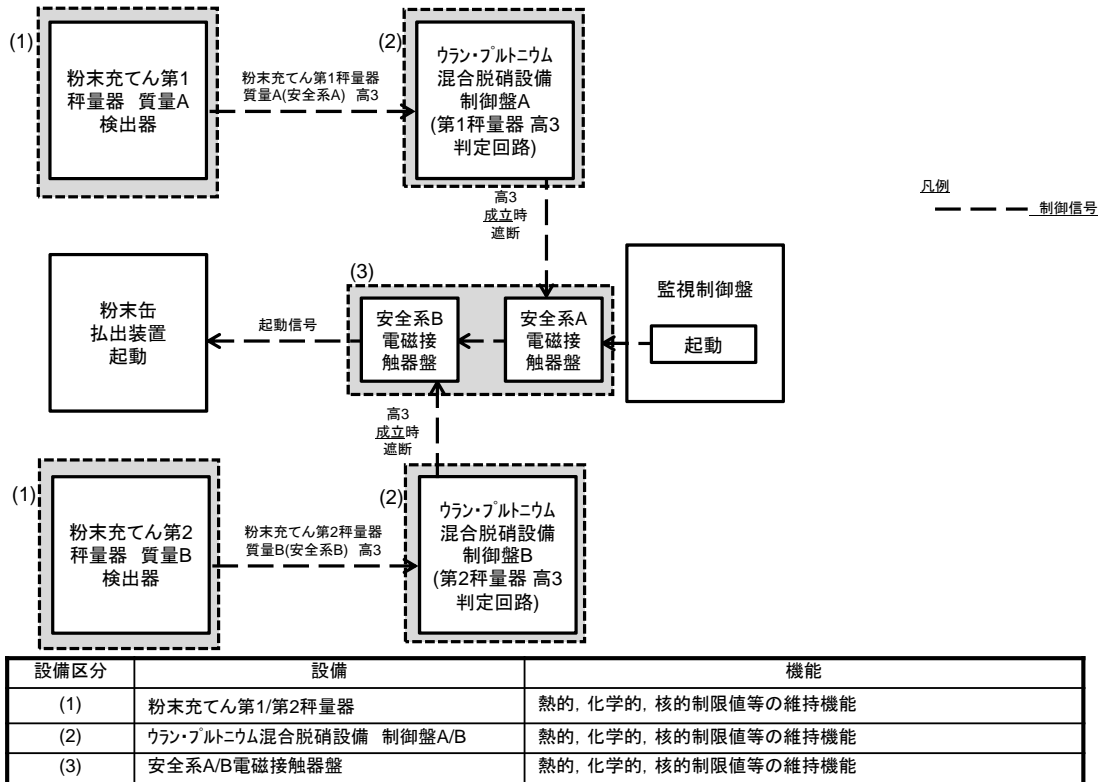 (1)
粉末充てん第1
秤量器 質量A
検出器
粉末充てん第1秤量器
質量A(安全系A) 高3
(2)
ウラン・プルトニウム
混合脱硝設備
制御盤A
(第1秤量器 高3
判定回路)
凡例
制御信号
高3
成立時
遮断
粉末缶
払出装置
起動
起動信号
(3)
安全系B
電磁接
触器盤
安全系A
電磁接
触器盤
監視制御盤
起動
高3
成立時
遮断
(1)
粉末充てん第2
秤量器 質量B
検出器
粉末充てん第2秤量器
質量B(安全系B) 高3
(2)
ウラン・プルトニウム
混合脱硝設備
制御盤B
(第2秤量器 高3
判定回路)
設備区分 設備 機能
(1) 粉末充てん第1/第2秤量器 熱的, 化学的, 核的制限値等の維持機能
(2) ウラン・プルトニウム混合脱硝設備 制御盤A/B 熱的, 化学的, 核的制限値等の維持機能
(3) 安全系A/B電磁接触器盤 熱的, 化学的, 核的制限値等の維持機能